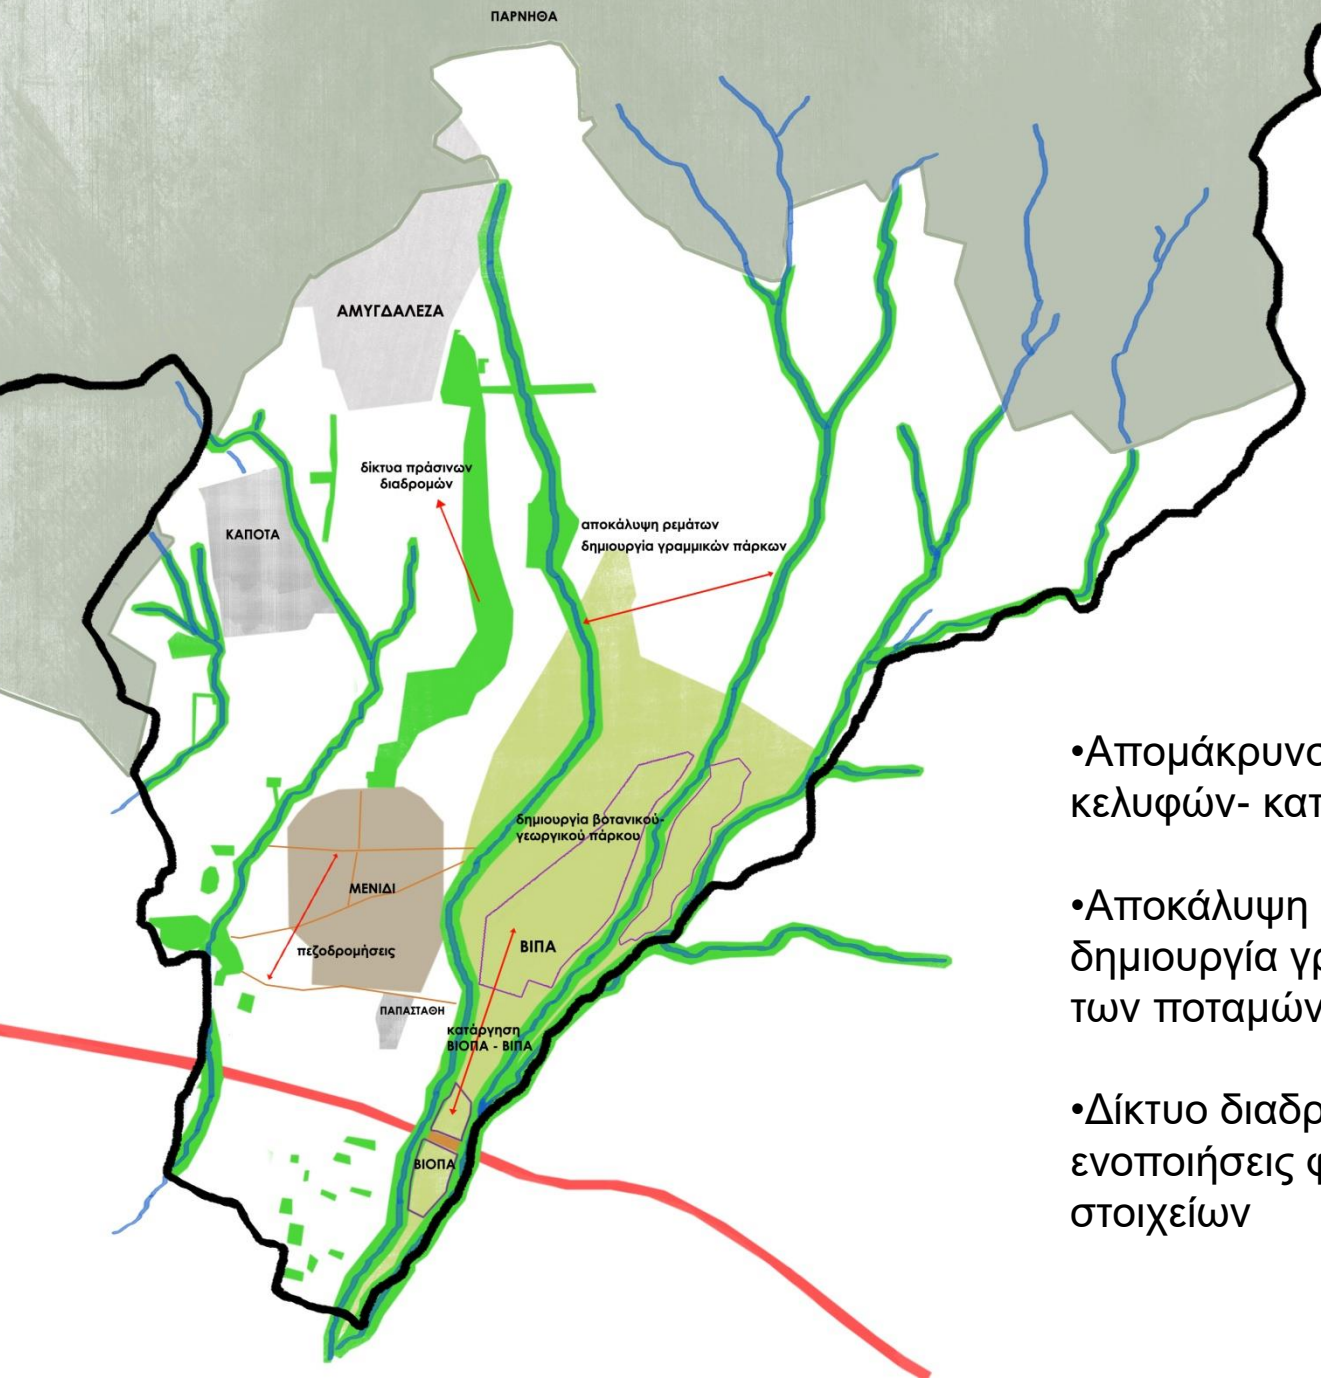 ΠΑΡΝΗΘΑ
ΑΜΥΓΔΑΛΕΖΑ
δίκτυα πράσινων
διαδρομών
ΚΑΠΟΤΑ
αποκάλυψη ρεμάτων
δημιουργία γραμμικών πάρκων
δημιουργία βοτανικού-
γεωργικού πάρκου
ΜΕΝΙΔΙ
πεζοδρομήσεις
ΒΙΠΑ
ΠΑΠΑΣΤΑΘΗ
κατάργηση
ΒΙΟΠΑ - ΒΙΠΑ
ΒΙΟΠΑ
•Απομάκρυνσ
κελυφών- κατ
•Αποκάλυψη
δημιουργία γρ
των ποταμών
•Δίκτυο διαδρ
ενοποιήσεις φ
στοιχείων